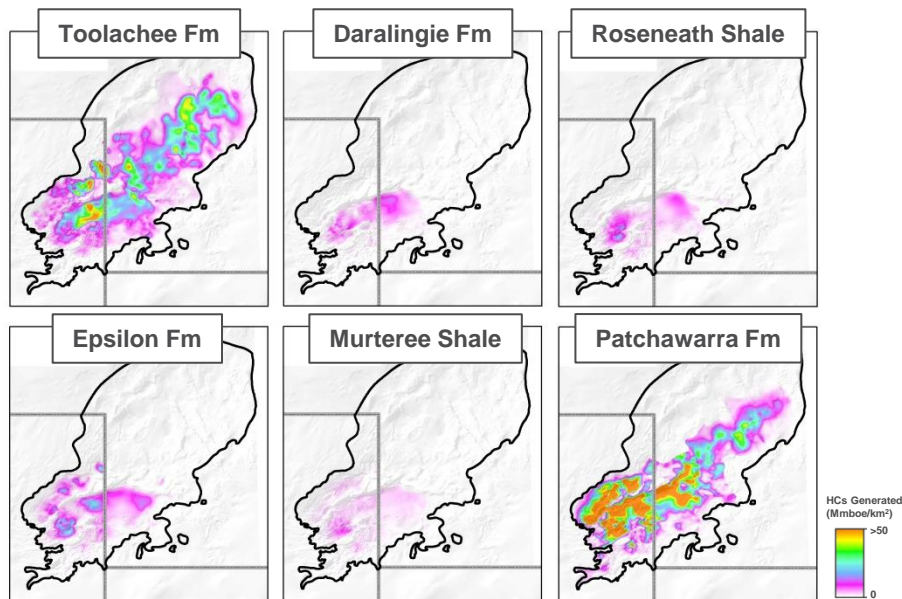 Toolachee Fm
Daralingie Fm
Roseneath Shale
Epsilon Fm
Murteree Shale
Patchawarra Fm
HCs Generated
(Mmboe/km²)
>50
0